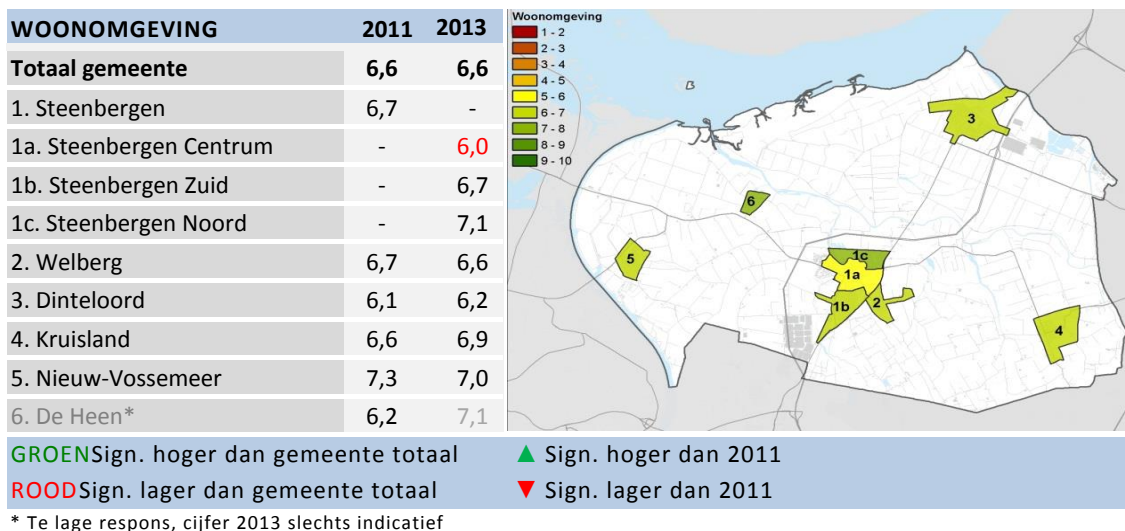 WOONOMGEVING 2011 2013
Totaal gemeente 6,6 6,6
1. Steenbergen 6,7 -
1a. Steenbergen Centrum - 6,0
1b. Steenbergen Zuid - 6,7
1c. Steenbergen Noord - 7,1
2. Welberg 6,7 6,6
3. Dinteloord 6,1 6,2
4. Kruisland 6,6 6,9
5. Nieuw-Vossemeer 7,3 7,0
6. De Heen* 6,2 7,1
Woonomgeving
1 - 2
2 - 3
3 - 4
4 - 5
5 - 6
6 - 7
7 - 8
8 - 9
9 - 10
3
6
5
1c
1a
1b
2
4
GROENSign. hoger dan gemeente totaal ▲ Sign. hoger dan 2011
ROODSign. lager dan gemeente totaal ▼ Sign. lager dan 2011
* Te lage respons, cijfer 2013 slechts indicatief